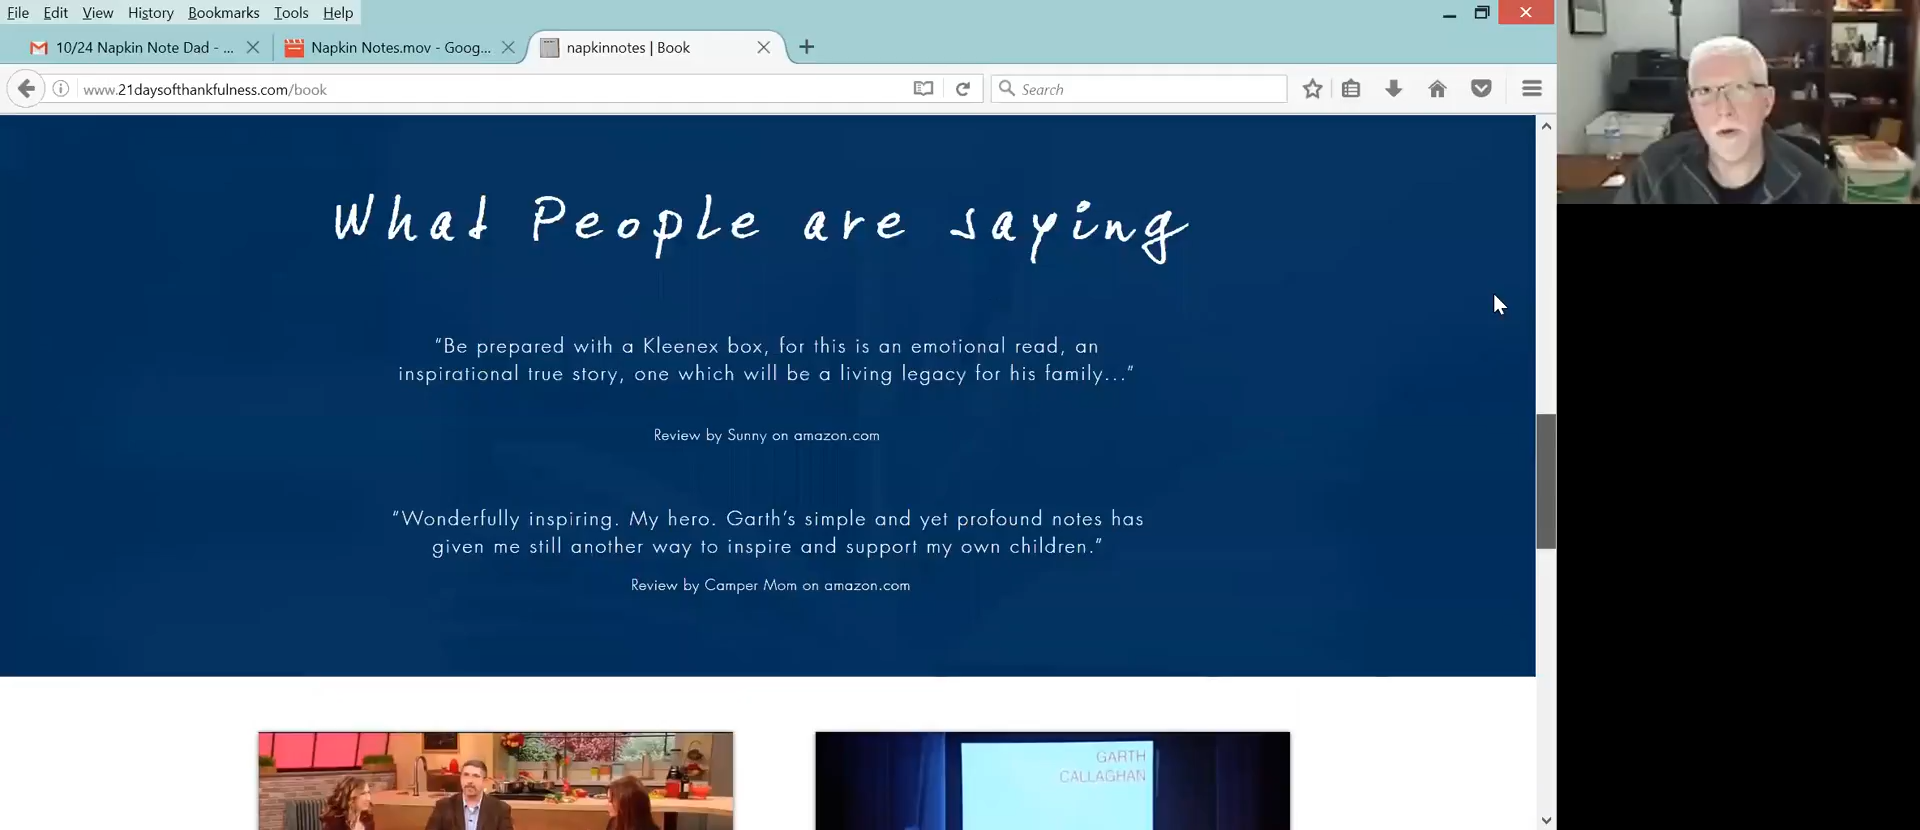 File Edit View History Bookmarks Tools Help
10/24 Napkin Note Dad - ...
Napkin Notes.mov - Goog...
napkinnotes | Book
www.21daysofthankfulness.com/book
Search
What People are saying
“Be prepared with a Kleenex box, for this is an emotional read, an
inspirational true story, one which will be a living legacy for his family...”
Review by Sunny on amazon.com
“Wonderfully inspiring. My hero. Garth’s simple and yet profound notes has
given me still another way to inspire and support my own children.”
Review by Camper Mom on amazon.com
GARTH
CALLAGHAN